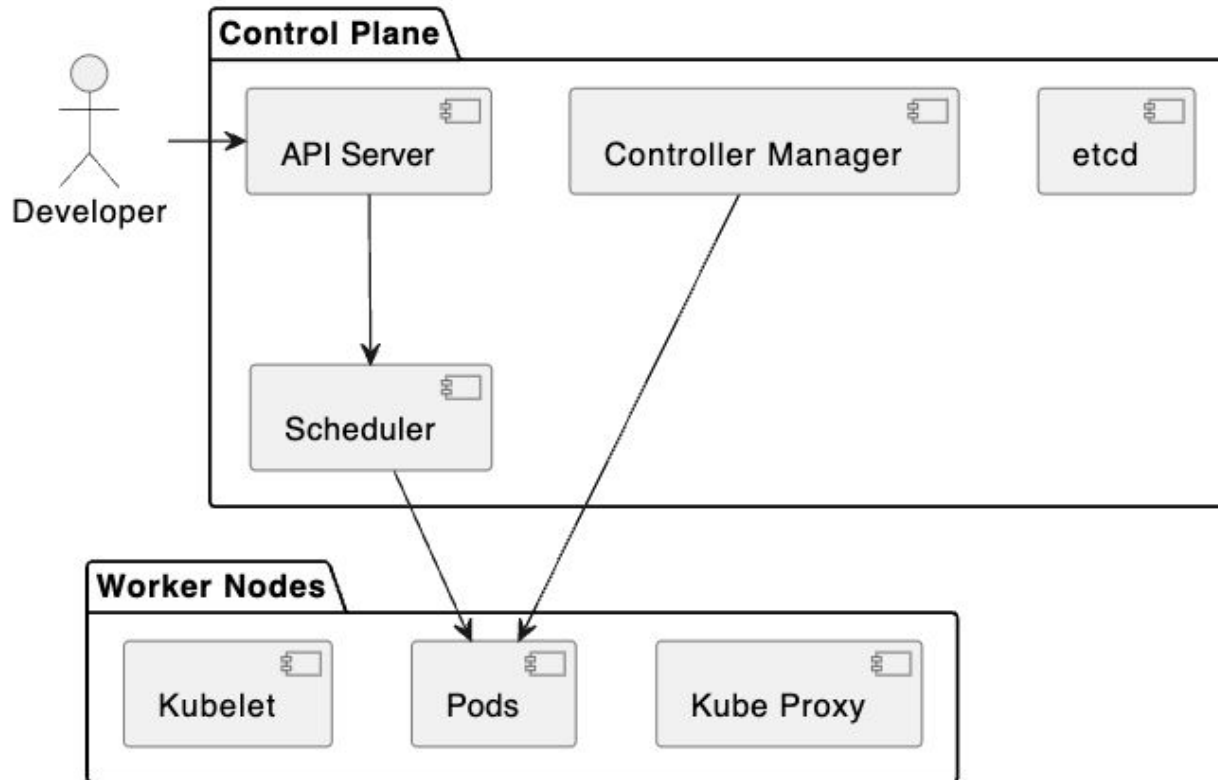 Control Plane
API Server
Controller Manager
etcd
Developer
Scheduler
Worker Nodes
Kubelet
Pods
Kube Proxy